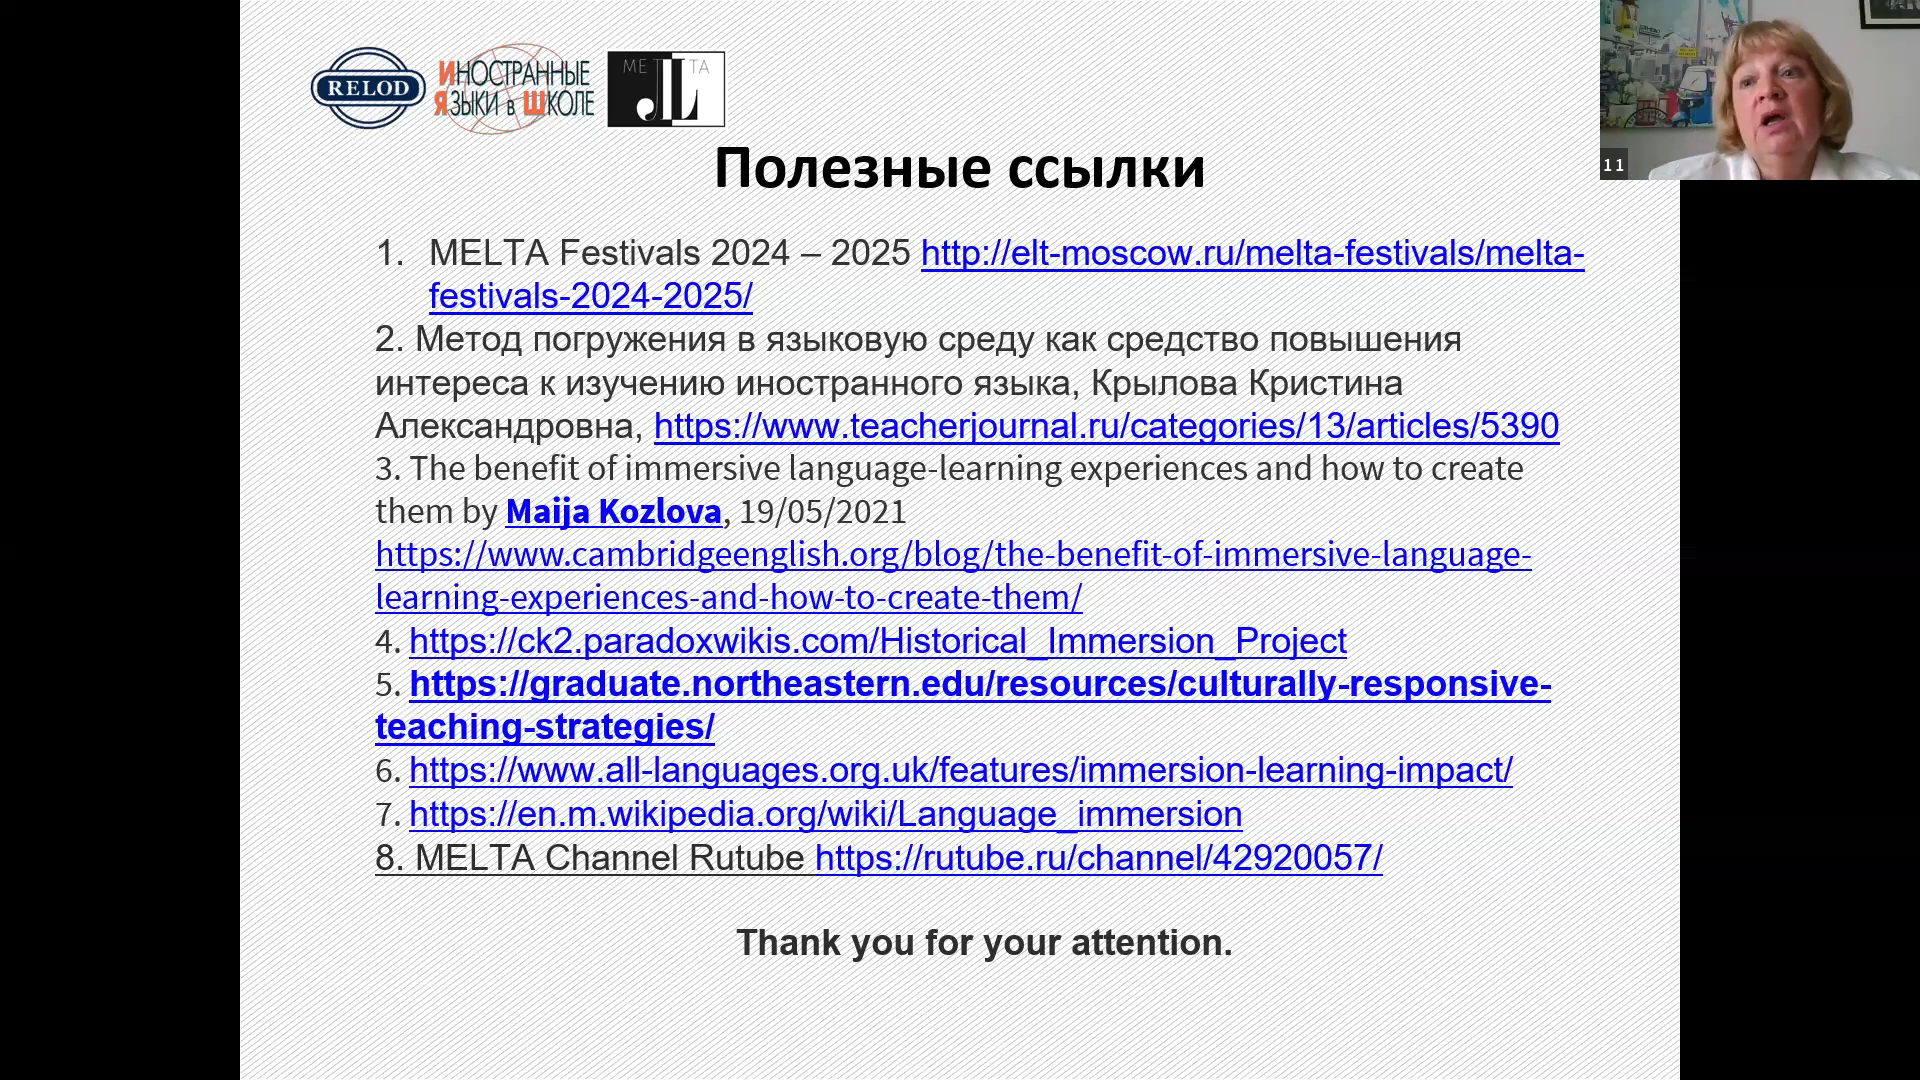 RELOD
ИНОСТРАННЫЕ
ЯЗЫКИ в ШКОЛЕ
ME TA
Полезные ссылки
11
1. MELTA Festivals 2024 – 2025 http://elt-moscow.ru/melta-festivals/melta-
festivals-2024-2025/
2. Метод погружения в языковую среду как средство повышения
интереса к изучению иностранного языка, Крылова Кристина
Александровна, https://www.teacherjournal.ru/categories/13/articles/5390
3. The benefit of immersive language-learning experiences and how to create
them by Maija Kozlova, 19/05/2021
https://www.cambridgeenglish.org/blog/the-benefit-of-immersive-language-
learning-experiences-and-how-to-create-them/
4. https://ck2.paradoxwikis.com/Historical_Immersion_Project
5. https://graduate.northeastern.edu/resources/culturally-responsive-
teaching-strategies/
6. https://www.all-languages.org.uk/features/immersion-learning-impact/
7. https://en.m.wikipedia.org/wiki/Language_immersion
8. MELTA Channel Rutube https://rutube.ru/channel/42920057/
Thank you for your attention.